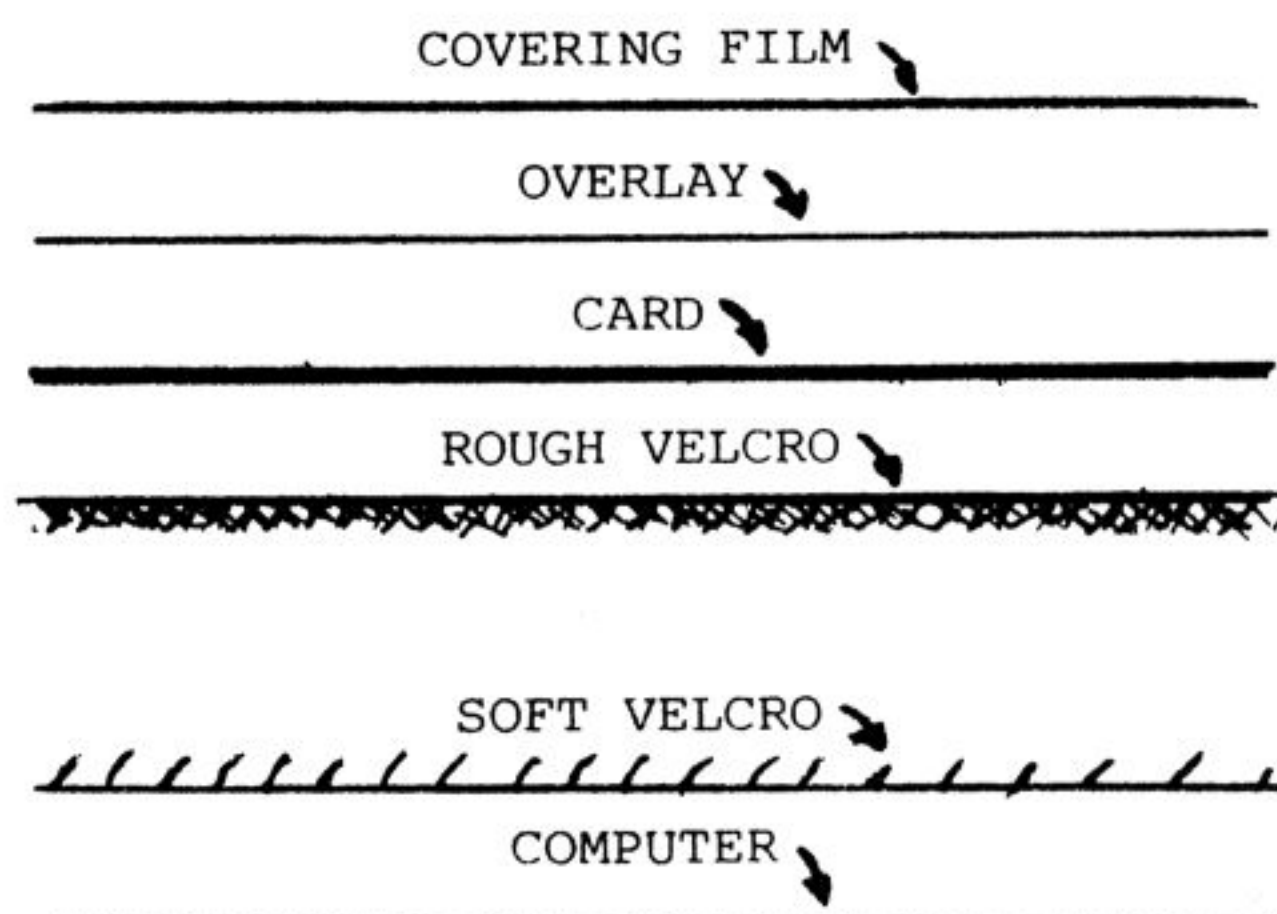 COVERING FILM
OVERLAY
CARD
ROUGH VELCRO
SOFT VELCRO
COMPUTER